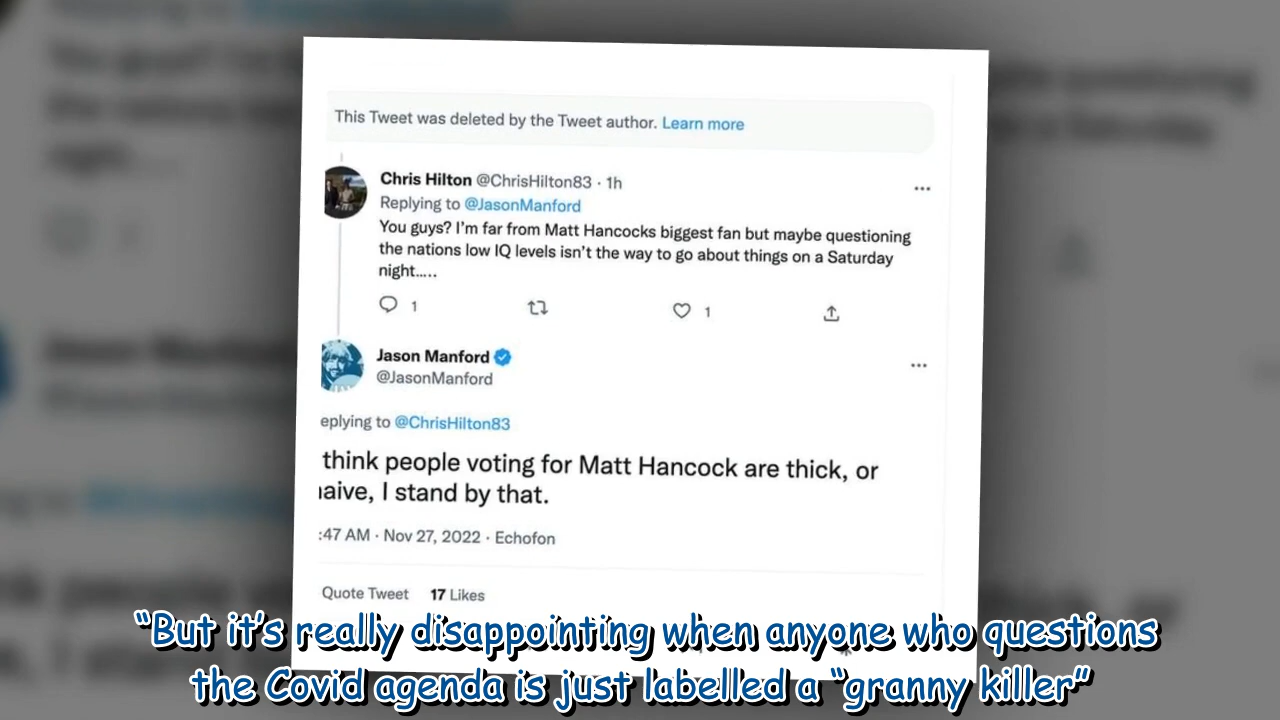 This Tweet was deleted by the Tweet author. Learn more
Chris Hilton @ChrisHilton83 · 1h
Replying to @JasonManford
You guys? I'm far from Matt Hancocks biggest fan but maybe questioning
the nations low IQ levels isn't the way to go about things on a Saturday
night.....
1
1
Jason Manford
@JasonManford
eplying to @ChrisHilton83
think people voting for Matt Hancock are thick, or
naive, I stand by that.
:47 AM · Nov 27, 2022 · Echofon
Quote Tweet 17 Likes
“But it's really disappointing when anyone who questions
the Covid agenda is just labelled a “granny killer”